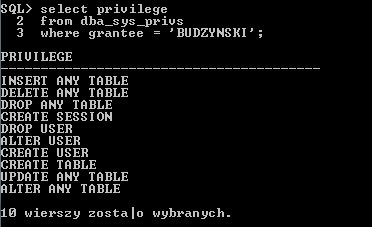 SQL> select privilege
2 from dba_sys_privs
3 where grantee = 'BUDZYNSKI';
PRIVILEGE
----------------------------------------
INSERT ANY TABLE
DELETE ANY TABLE
DROP ANY TABLE
CREATE SESSION
DROP USER
ALTER USER
CREATE USER
CREATE TABLE
UPDATE ANY TABLE
ALTER ANY TABLE
10 wierszy zosta|o wybranych.